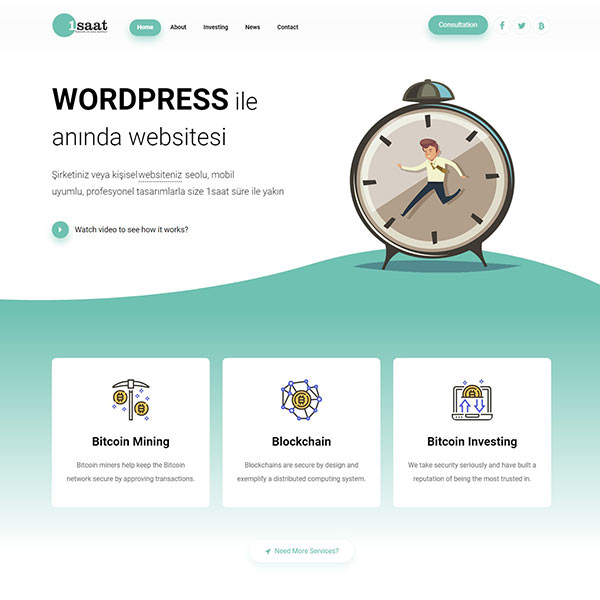 1saat
Home About Investing News Contact
Consultation
WORDPRESS ile
anında websitesi
Şirketiniz veya kişisel websiteniz seolu, mobil
uyumlu, profesyonel tasarımlarla size 1saat süre ile yakın
Watch video to see how it works?
Bitcoin Mining
Bitcoin miners help keep the Bitcoin
network secure by approving transactions.
Blockchain
Blockchains are secure by design and
exemplify a distributed computing system.
Bitcoin Investing
We take security seriously and have built a
reputation of being the most trusted in.
Need More Services?